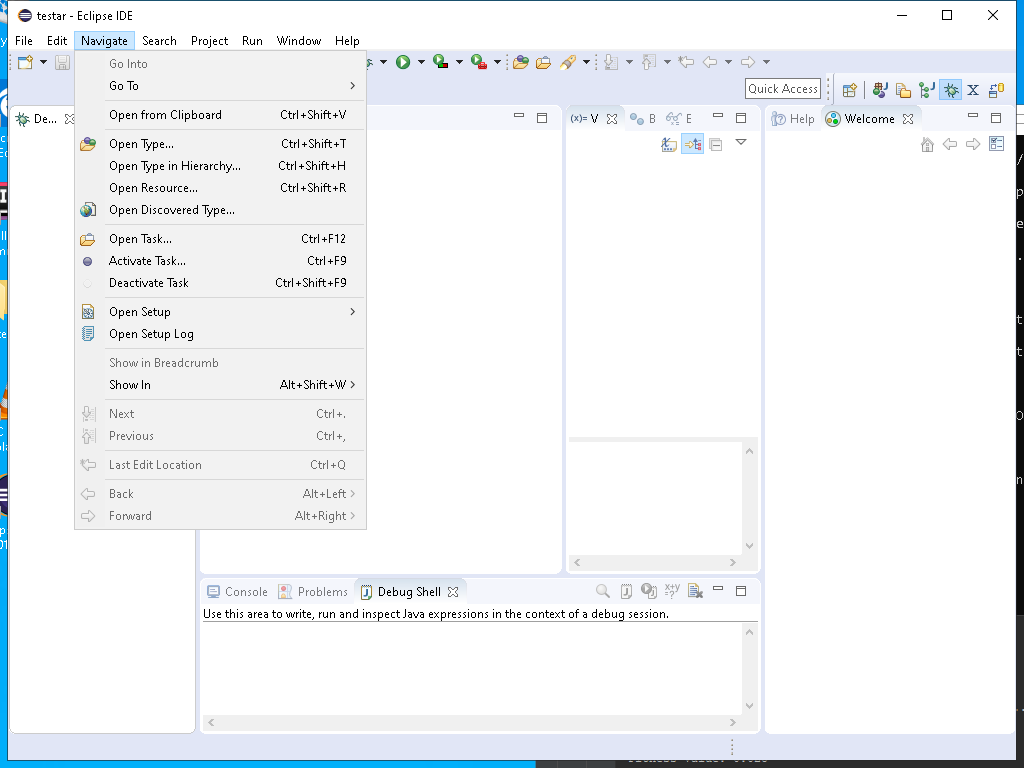 testar - Eclipse IDE
File Edit Navigate Search Project Run Window Help
Quick Access
Go Into
Go To
Open from Clipboard Ctrl+Shift+V
Open Type... Ctrl+Shift+T
Open Type in Hierarchy... Ctrl+Shift+H
Open Resource... Ctrl+Shift+R
Open Discovered Type...
Open Task... Ctrl+F12
Activate Task... Ctrl+F9
Deactivate Task Ctrl+Shift+F9
Open Setup
Open Setup Log
Show in Breadcrumb
Show In Alt+Shift+W
Next Ctrl+.
Previous Ctrl+,
Last Edit Location Ctrl+Q
Back Alt+Left
Forward Alt+Right
De...
(x)= V B E
Help Welcome
Console Problems Debug Shell
Use this area to write, run and inspect Java expressions in the context of a debug session.